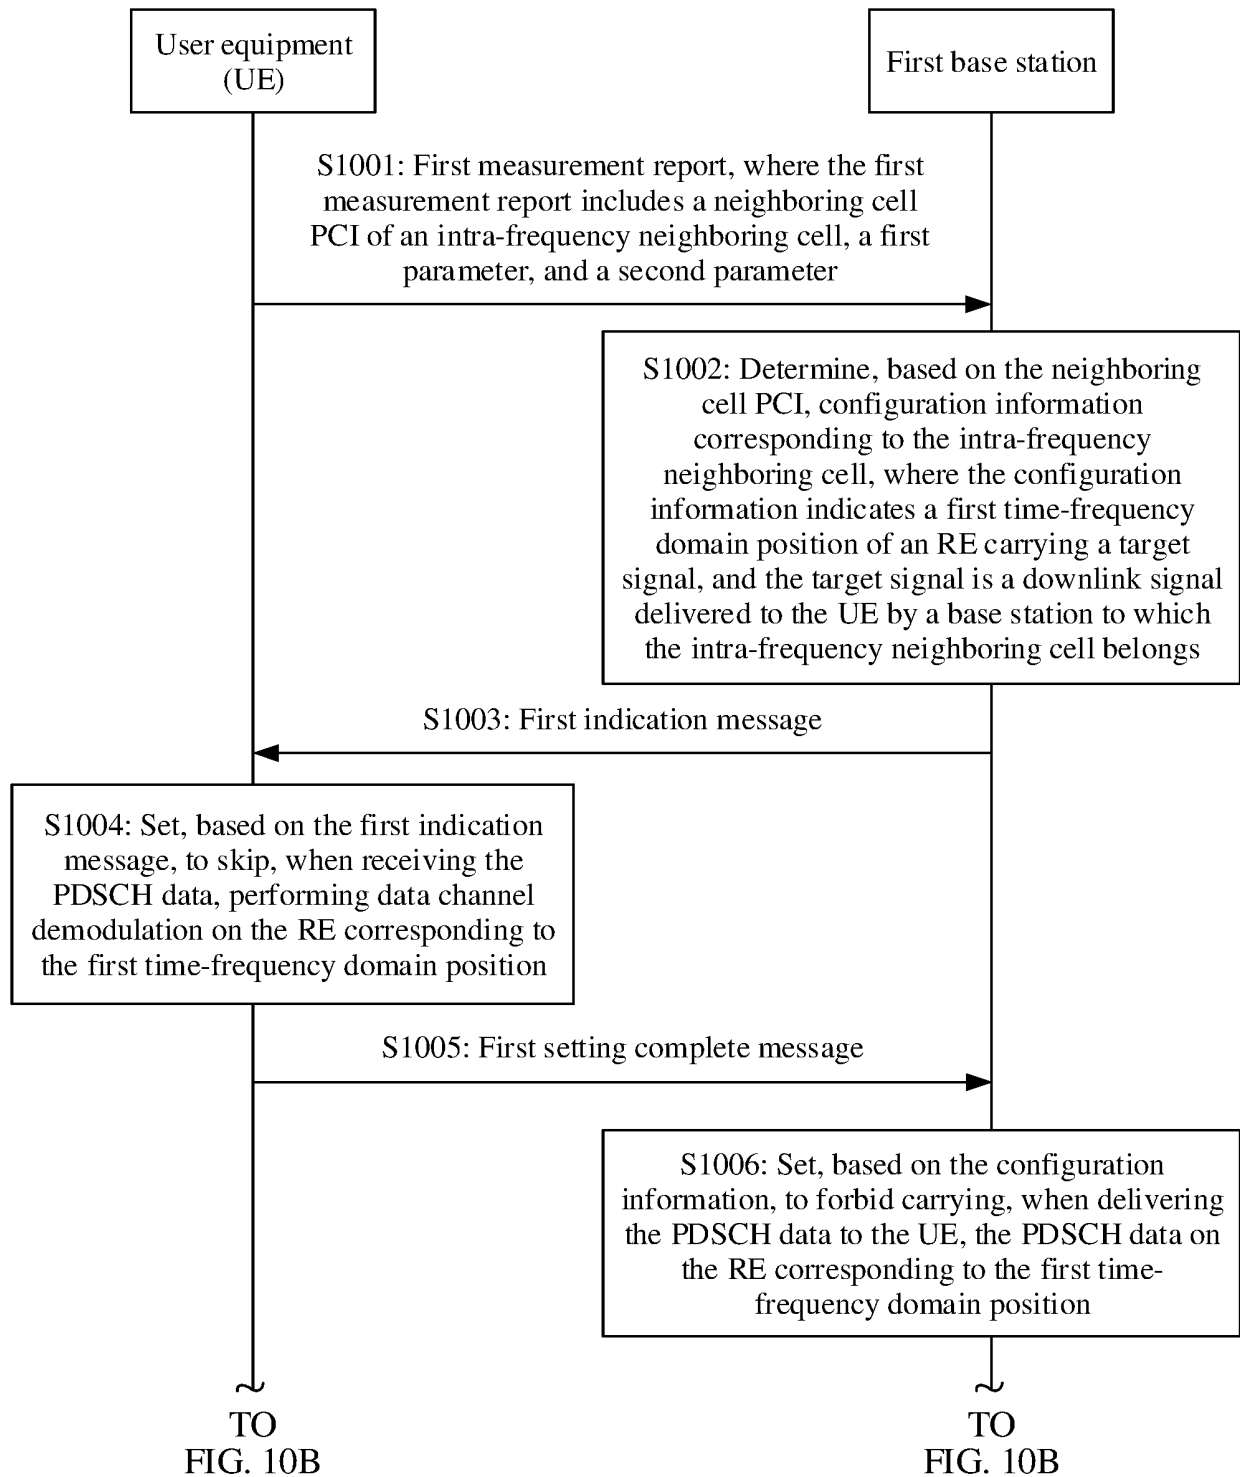 User equipment
(UE)
First base station
S1001: First measurement report, where the first
measurement report includes a neighboring cell
PCI of an intra-frequency neighboring cell, a first
parameter, and a second parameter
S1002: Determine, based on the neighboring
cell PCI, configuration information
corresponding to the intra-frequency
neighboring cell, where the configuration
information indicates a first time-frequency
domain position of an RE carrying a target
signal, and the target signal is a downlink signal
delivered to the UE by a base station to which
the intra-frequency neighboring cell belongs
S1003: First indication message
S1004: Set, based on the first indication
message, to skip, when receiving the
PDSCH data, performing data channel
demodulation on the RE corresponding to
the first time-frequency domain position
S1005: First setting complete message
S1006: Set, based on the configuration
information, to forbid carrying, when delivering
the PDSCH data to the UE, the PDSCH data on
the RE corresponding to the first time-
frequency domain position
TO
FIG. 10B
TO
FIG. 10B